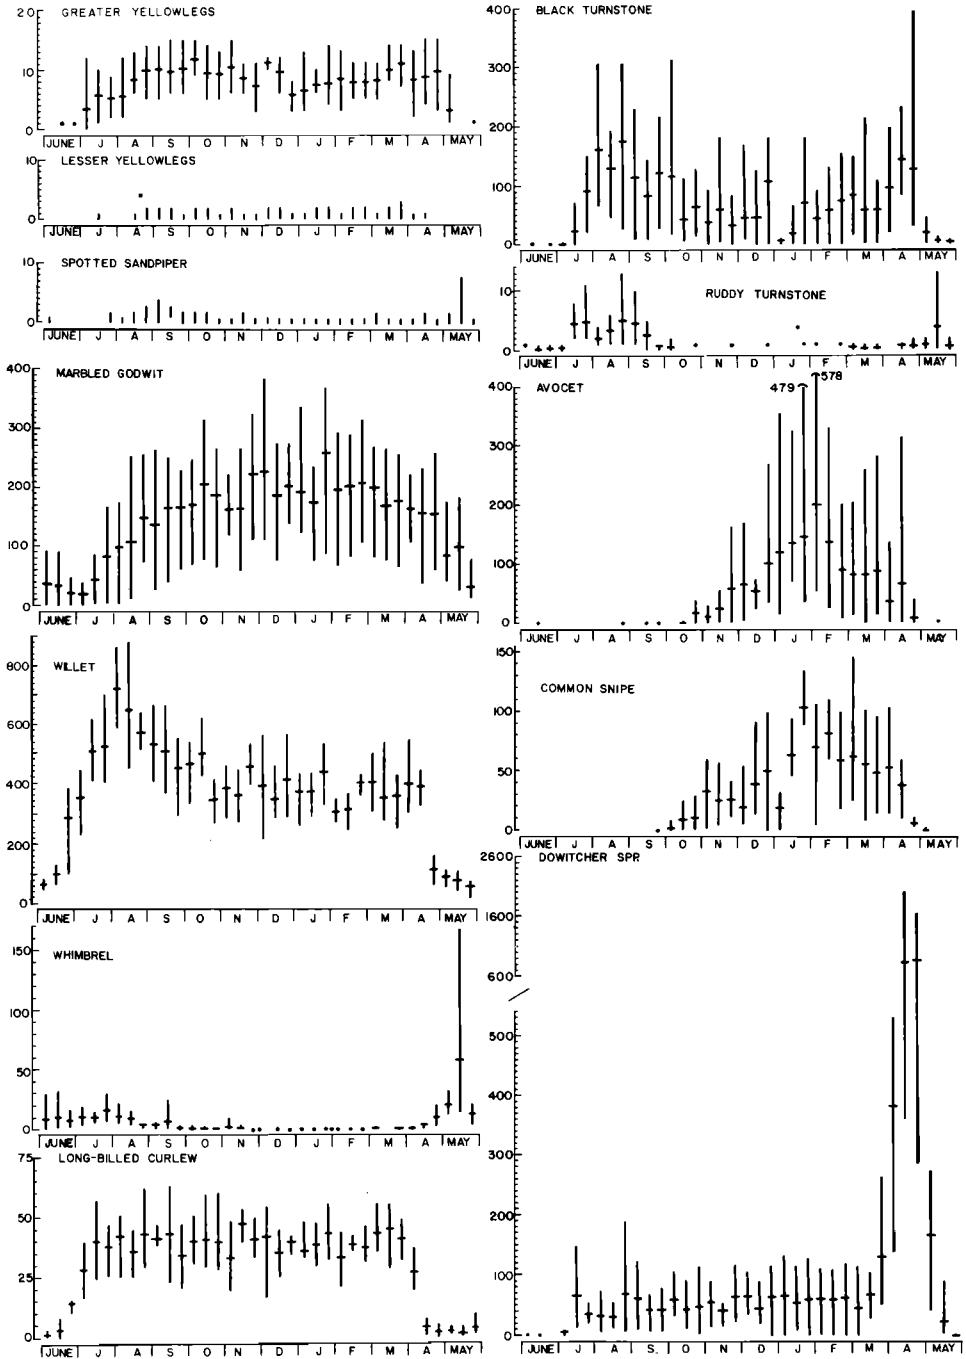 GREATER YELLOWLEGS
20
10
0
JUNE J A S O N D J F M A MAY
LESSER YELLOWLEGS
10
0
JUNE J A S O N D J F M A MAY
SPOTTED SANDPIPER
10
0
JUNE J A S O N D J F M A MAY
MARBLED GODWIT
400
300
200
100
0
JUNE J A S O N D J F M A MAY
WILLET
800
600
400
200
0
JUNE J A S O N D J F M A MAY
WHIMBREL
150
100
50
0
JUNE J A S O N D J F M A MAY
LONG-BILLED CURLEW
75
50
25
0
JUNE J A S O N D J F M A MAY
BLACK TURNSTONE
400
300
200
100
0
JUNE J A S O N D J F M A MAY
RUDDY TURNSTONE
10
0
JUNE J A S O N D J F M A MAY
AVOCET
479
578
400
300
200
100
0
JUNE J A S O N D J F M A MAY
COMMON SNIPE
150
100
50
0
JUNE J A S O N D J F M A MAY
DOWITCHER SPR
2600
1600
600
500
400
300
200
100
0
JUNE J A S O N D J F M A MAY